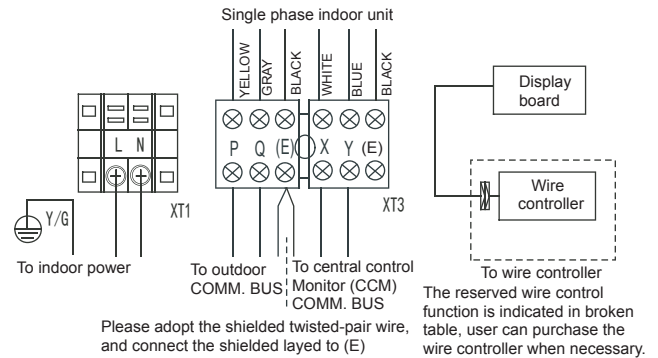 Single phase indoor unit
YELLOW
GRAY
BLACK
WHITE
BLUE
BLACK
L N
P Q (E) X Y (E)
XT1
XT3
Y/G
To indoor power
To outdoor
COMM. BUS
To central control
Monitor (CCM)
COMM. BUS
Please adopt the shielded twisted-pair wire,
and connect the shielded layed to (E)
Display
board
Wire
controller
To wire controller
The reserved wire control
function is indicated in broken
table, user can purchase the
wire controller when necessary.